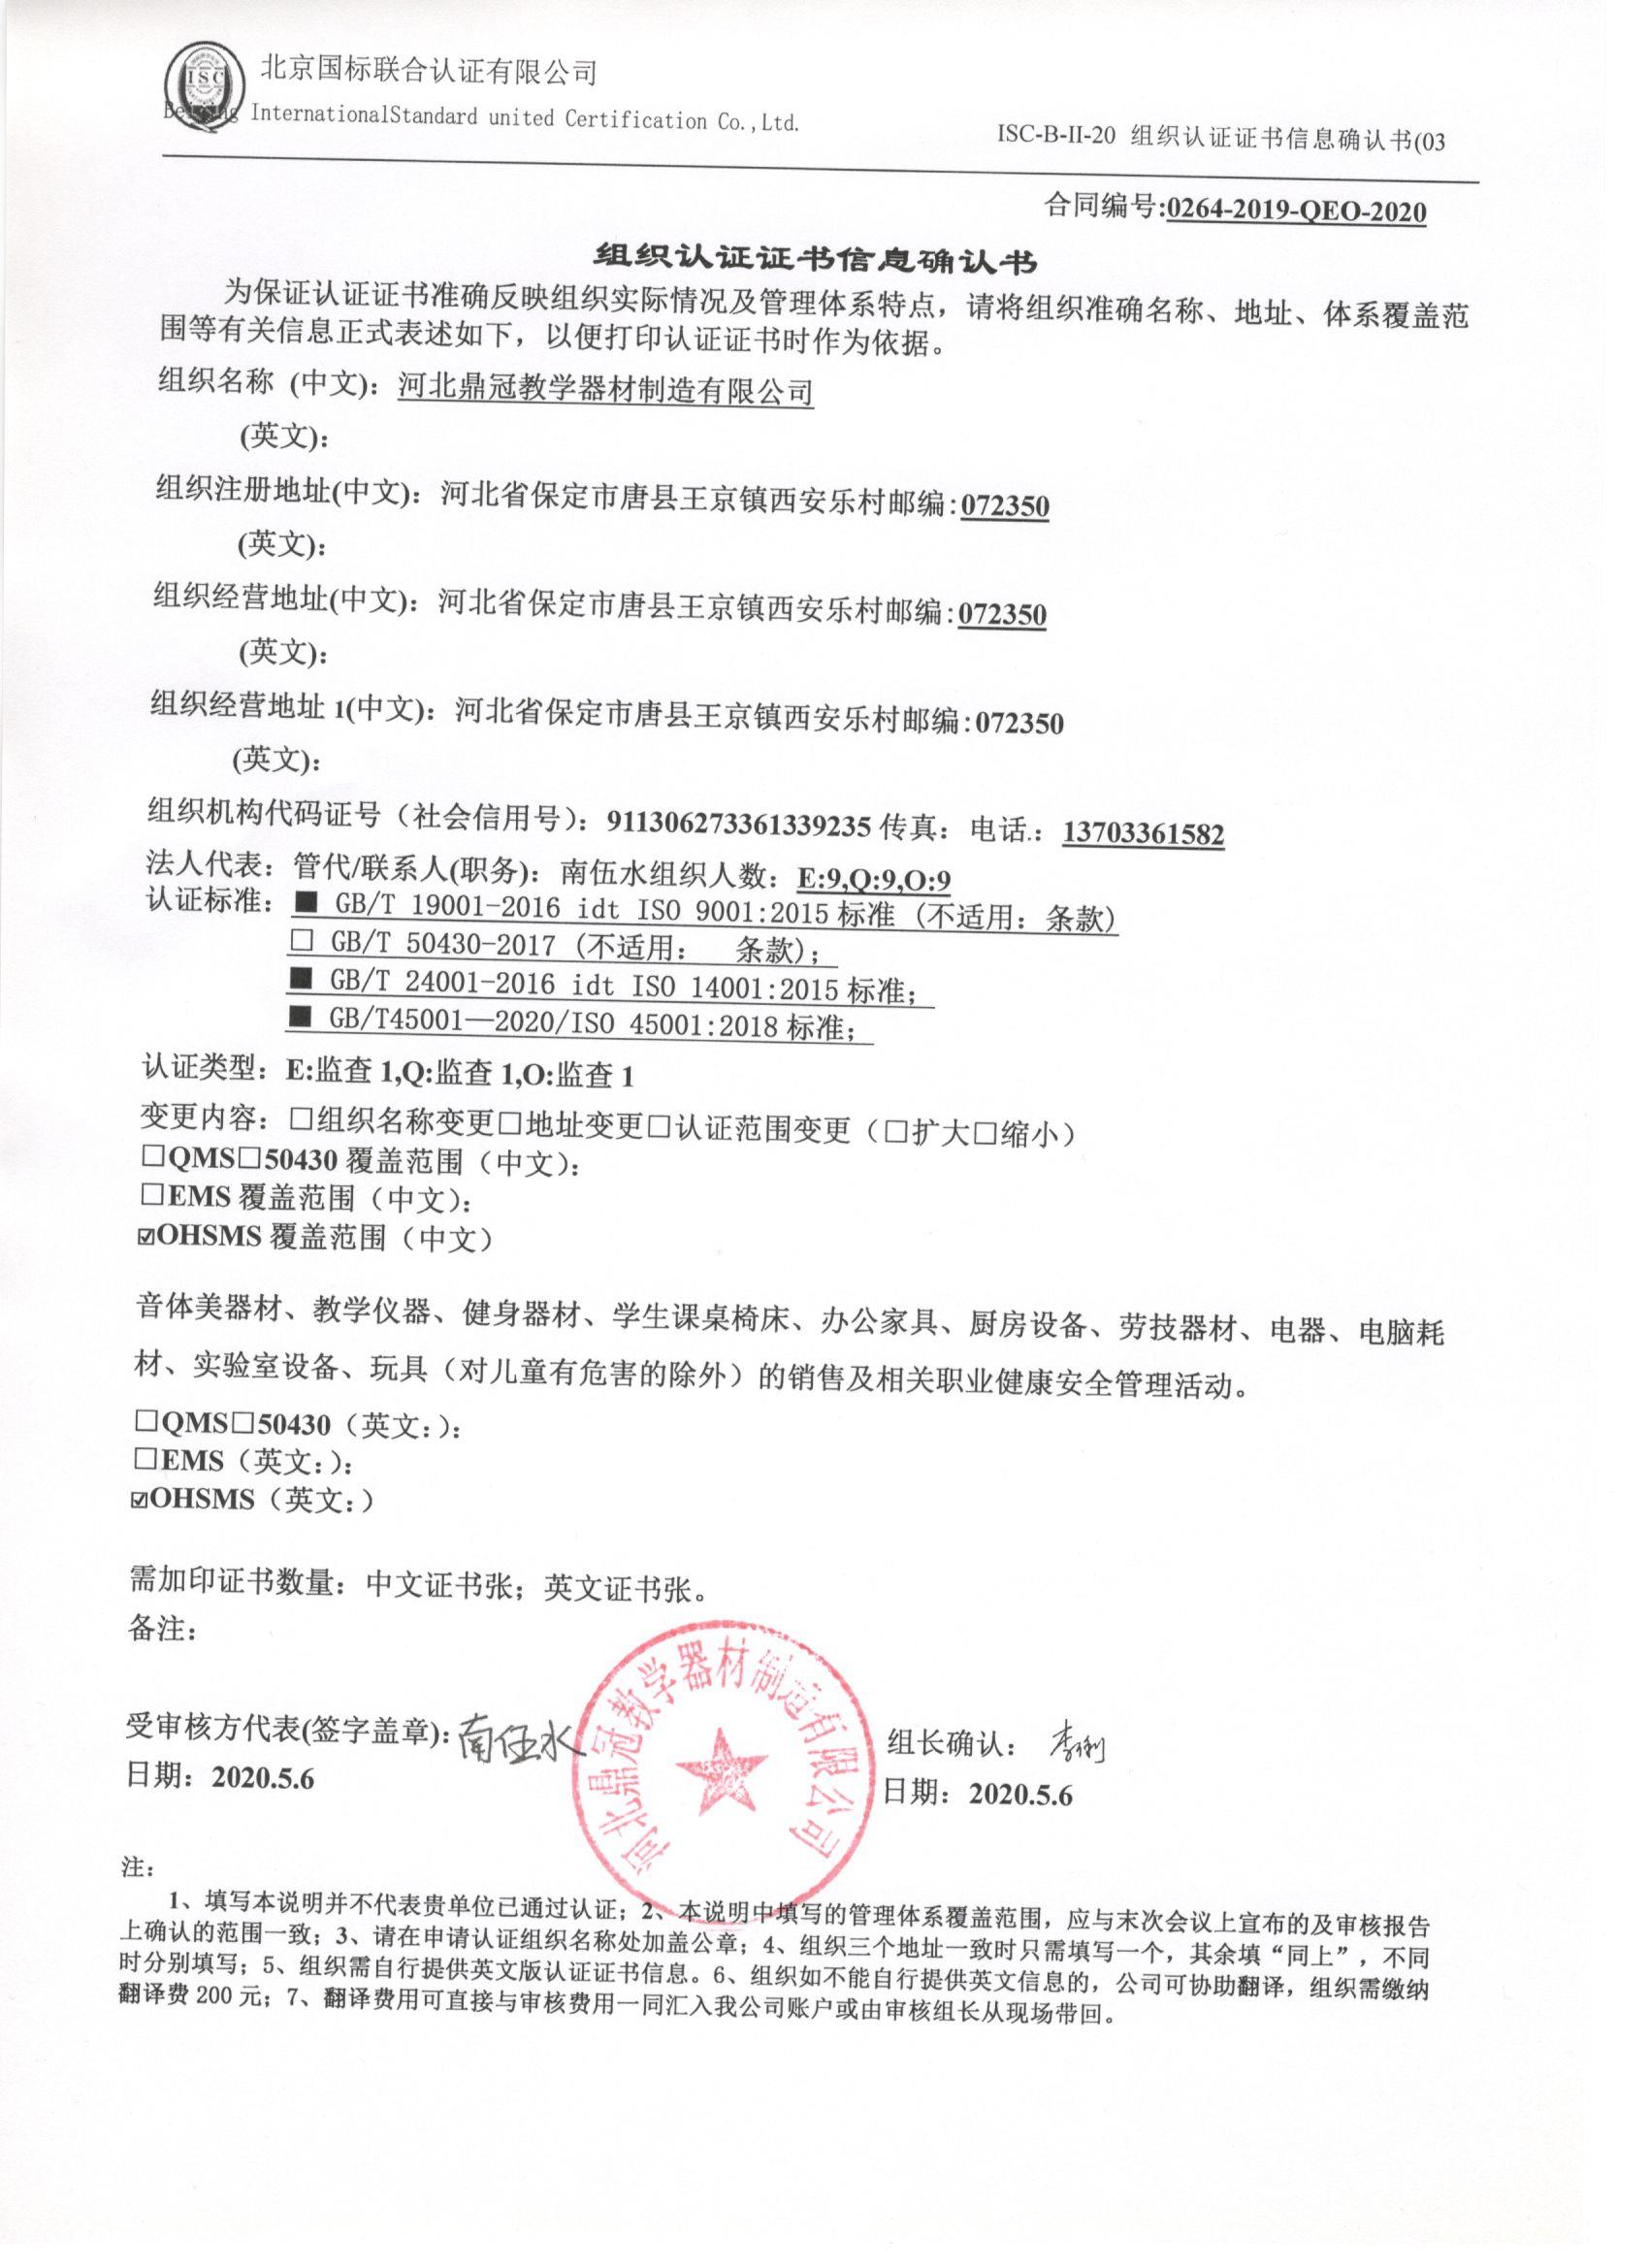 北京国标联合认证有限公司
Beijing InternationalStandard united Certification Co.,Ltd.
ISC
ISC-B-II-20 组织认证证书信息确认书(03
合同编号:0264-2019-QEO-2020
组织认证证书信息确认书
为保证认证证书准确反映组织实际情况及管理体系特点，请将组织准确名称、地址、体系覆盖范
围等有关信息正式表述如下，以便打印认证证书时作为依据。
组织名称 (中文)：河北鼎冠教学器材制造有限公司
(英文)：
组织注册地址(中文)：河北省保定市唐县王京镇西安乐村邮编:072350
(英文)：
组织经营地址(中文)：河北省保定市唐县王京镇西安乐村邮编:072350
(英文)：
组织经营地址 1(中文)：河北省保定市唐县王京镇西安乐村邮编:072350
(英文)：
组织机构代码证号（社会信用号)：911306273361339235 传真：电话.：13703361582
法人代表：管代/联系人(职务)：南伍水组织人数：E:9,Q:9,O:9
认证标准：■ GB/T 19001-2016 idt ISO 9001:2015 标准 (不适用：条款)
□ GB/T 50430-2017 (不适用： 条款)；
■ GB/T 24001-2016 idt ISO 14001:2015 标准；
■ GB/T45001—2020/ISO 45001:2018 标准；
认证类型：E:监查 1,Q:监查 1,O:监查 1
变更内容：□组织名称变更□地址变更□认证范围变更（□扩大□缩小）
□QMS□50430 覆盖范围（中文)：
□EMS 覆盖范围（中文)：
☑OHSMS 覆盖范围（中文）
音体美器材、教学仪器、健身器材、学生课桌椅床、办公家具、厨房设备、劳技器材、电器、电脑耗
材、实验室设备、玩具（对儿童有危害的除外）的销售及相关职业健康安全管理活动。
□QMS□50430（英文：)：
□EMS（英文：)：
☑OHSMS（英文：）
需加印证书数量：中文证书张；英文证书张。
备注：
受审核方代表(签字盖章)：南伍水
组长确认：李俐
日期：2020.5.6
日期：2020.5.6
河北鼎冠教学器材制造有限公司
注：
1、填写本说明并不代表贵单位已通过认证；2、本说明中填写的管理体系覆盖范围，应与末次会议上宣布的及审核报告
上确认的范围一致；3、请在申请认证组织名称处加盖公章；4、组织三个地址一致时只需填写一个，其余填“同上”，不同
时分别填写；5、组织需自行提供英文版认证证书信息。6、组织如不能自行提供英文信息的，公司可协助翻译，组织需缴纳
翻译费 200 元；7、翻译费用可直接与审核费用一同汇入我公司账户或由审核组长从现场带回。